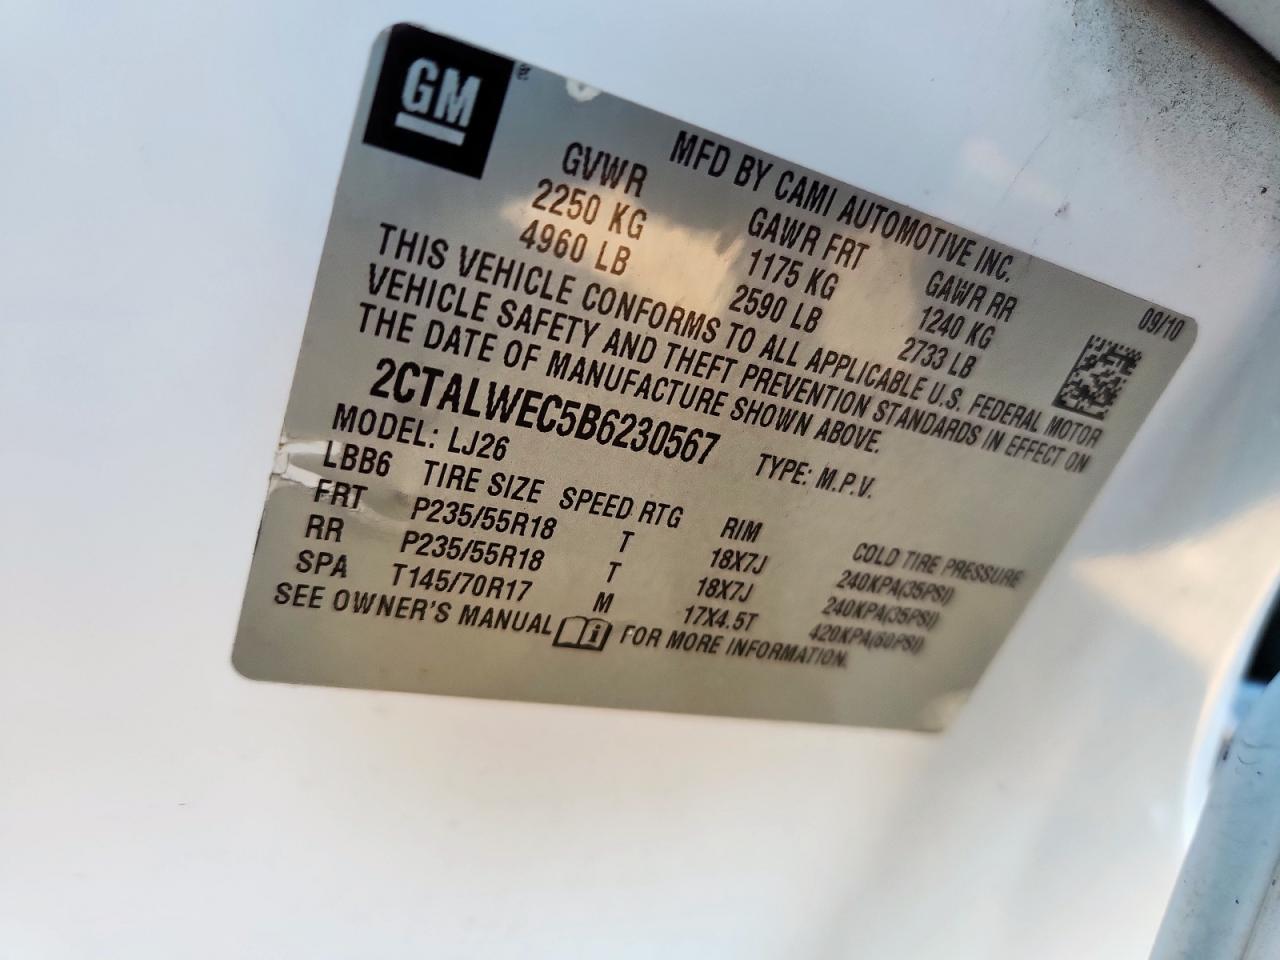 GM
MFD BY CAMI AUTOMOTIVE INC. 09/10
GVWR GAWR FRT GAWR RR
2250 KG 1175 KG 1240 KG
4960 LB 2590 LB 2733 LB
THIS VEHICLE CONFORMS TO ALL APPLICABLE U.S. FEDERAL MOTOR
VEHICLE SAFETY AND THEFT PREVENTION STANDARDS IN EFFECT ON
THE DATE OF MANUFACTURE SHOWN ABOVE.
2CTALWEC5B6230567 TYPE: M.P.V.
MODEL: LJ26
LBB6 TIRE SIZE SPEED RTG RIM COLD TIRE PRESSURE
FRT P235/55R18 T 18X7J 240KPA(35PSI)
RR P235/55R18 T 18X7J 240KPA(35PSI)
SPA T145/70R17 M 17X4.5T 420KPA(60PSI)
SEE OWNER'S MANUAL i FOR MORE INFORMATION.